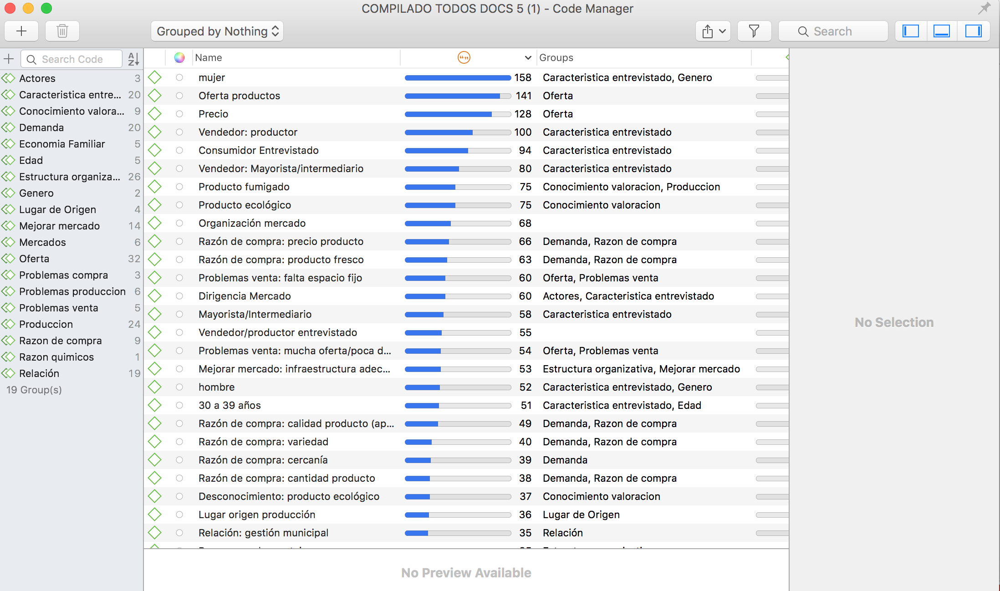 COMPILADO TODOS DOCS 5 (1) - Code Manager
Grouped by Nothing
Search
Search Code
A
Z
Name
Groups
Actores 3
Caracteristica entre... 20
Conocimiento valora... 9
Demanda 20
Economia Familiar 5
Edad 5
Estructura organiza... 26
Genero 2
Lugar de Origen 4
Mejorar mercado 14
Mercados 6
Oferta 32
Problemas compra 3
Problemas produccion 6
Problemas venta 5
Produccion 24
Razon de compra 9
Razon quimicos 1
Relación 19
19 Group(s)
mujer 158 Caracteristica entrevistado, Genero
Oferta productos 141 Oferta
Precio 128 Oferta
Vendedor: productor 100 Caracteristica entrevistado
Consumidor Entrevistado 94 Caracteristica entrevistado
Vendedor: Mayorista/intermediario 80 Caracteristica entrevistado
Producto fumigado 75 Conocimiento valoracion, Produccion
Producto ecológico 75 Conocimiento valoracion
Organización mercado 68
Razón de compra: precio producto 66 Demanda, Razon de compra
Razón de compra: producto fresco 63 Demanda, Razon de compra
Problemas venta: falta espacio fijo 60 Oferta, Problemas venta
Dirigencia Mercado 60 Actores, Caracteristica entrevistado
Mayorista/Intermediario 58 Caracteristica entrevistado
Vendedor/productor entrevistado 55
Problemas venta: mucha oferta/poca d... 54 Oferta, Problemas venta
Mejorar mercado: infraestructura adec... 53 Estructura organizativa, Mejorar mercado
hombre 52 Caracteristica entrevistado, Genero
30 a 39 años 51 Caracteristica entrevistado, Edad
Razón de compra: calidad producto (ap... 49 Demanda, Razon de compra
Razón de compra: variedad 40 Demanda, Razon de compra
Razón de compra: cercanía 39 Demanda
Razón de compra: cantidad producto 38 Demanda, Razon de compra
Desconocimiento: producto ecológico 37 Conocimiento valoracion
Lugar origen producción 36 Lugar de Origen
Relación: gestión municipal 35 Relación
No Selection
No Preview Available